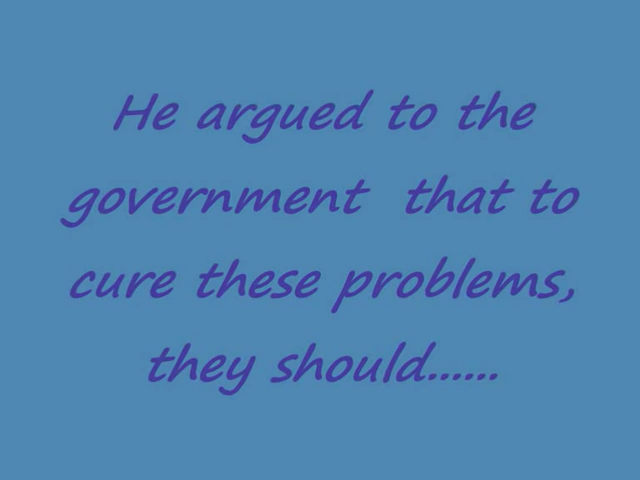 He argued to the
government  that to
cure these problems,
they should......